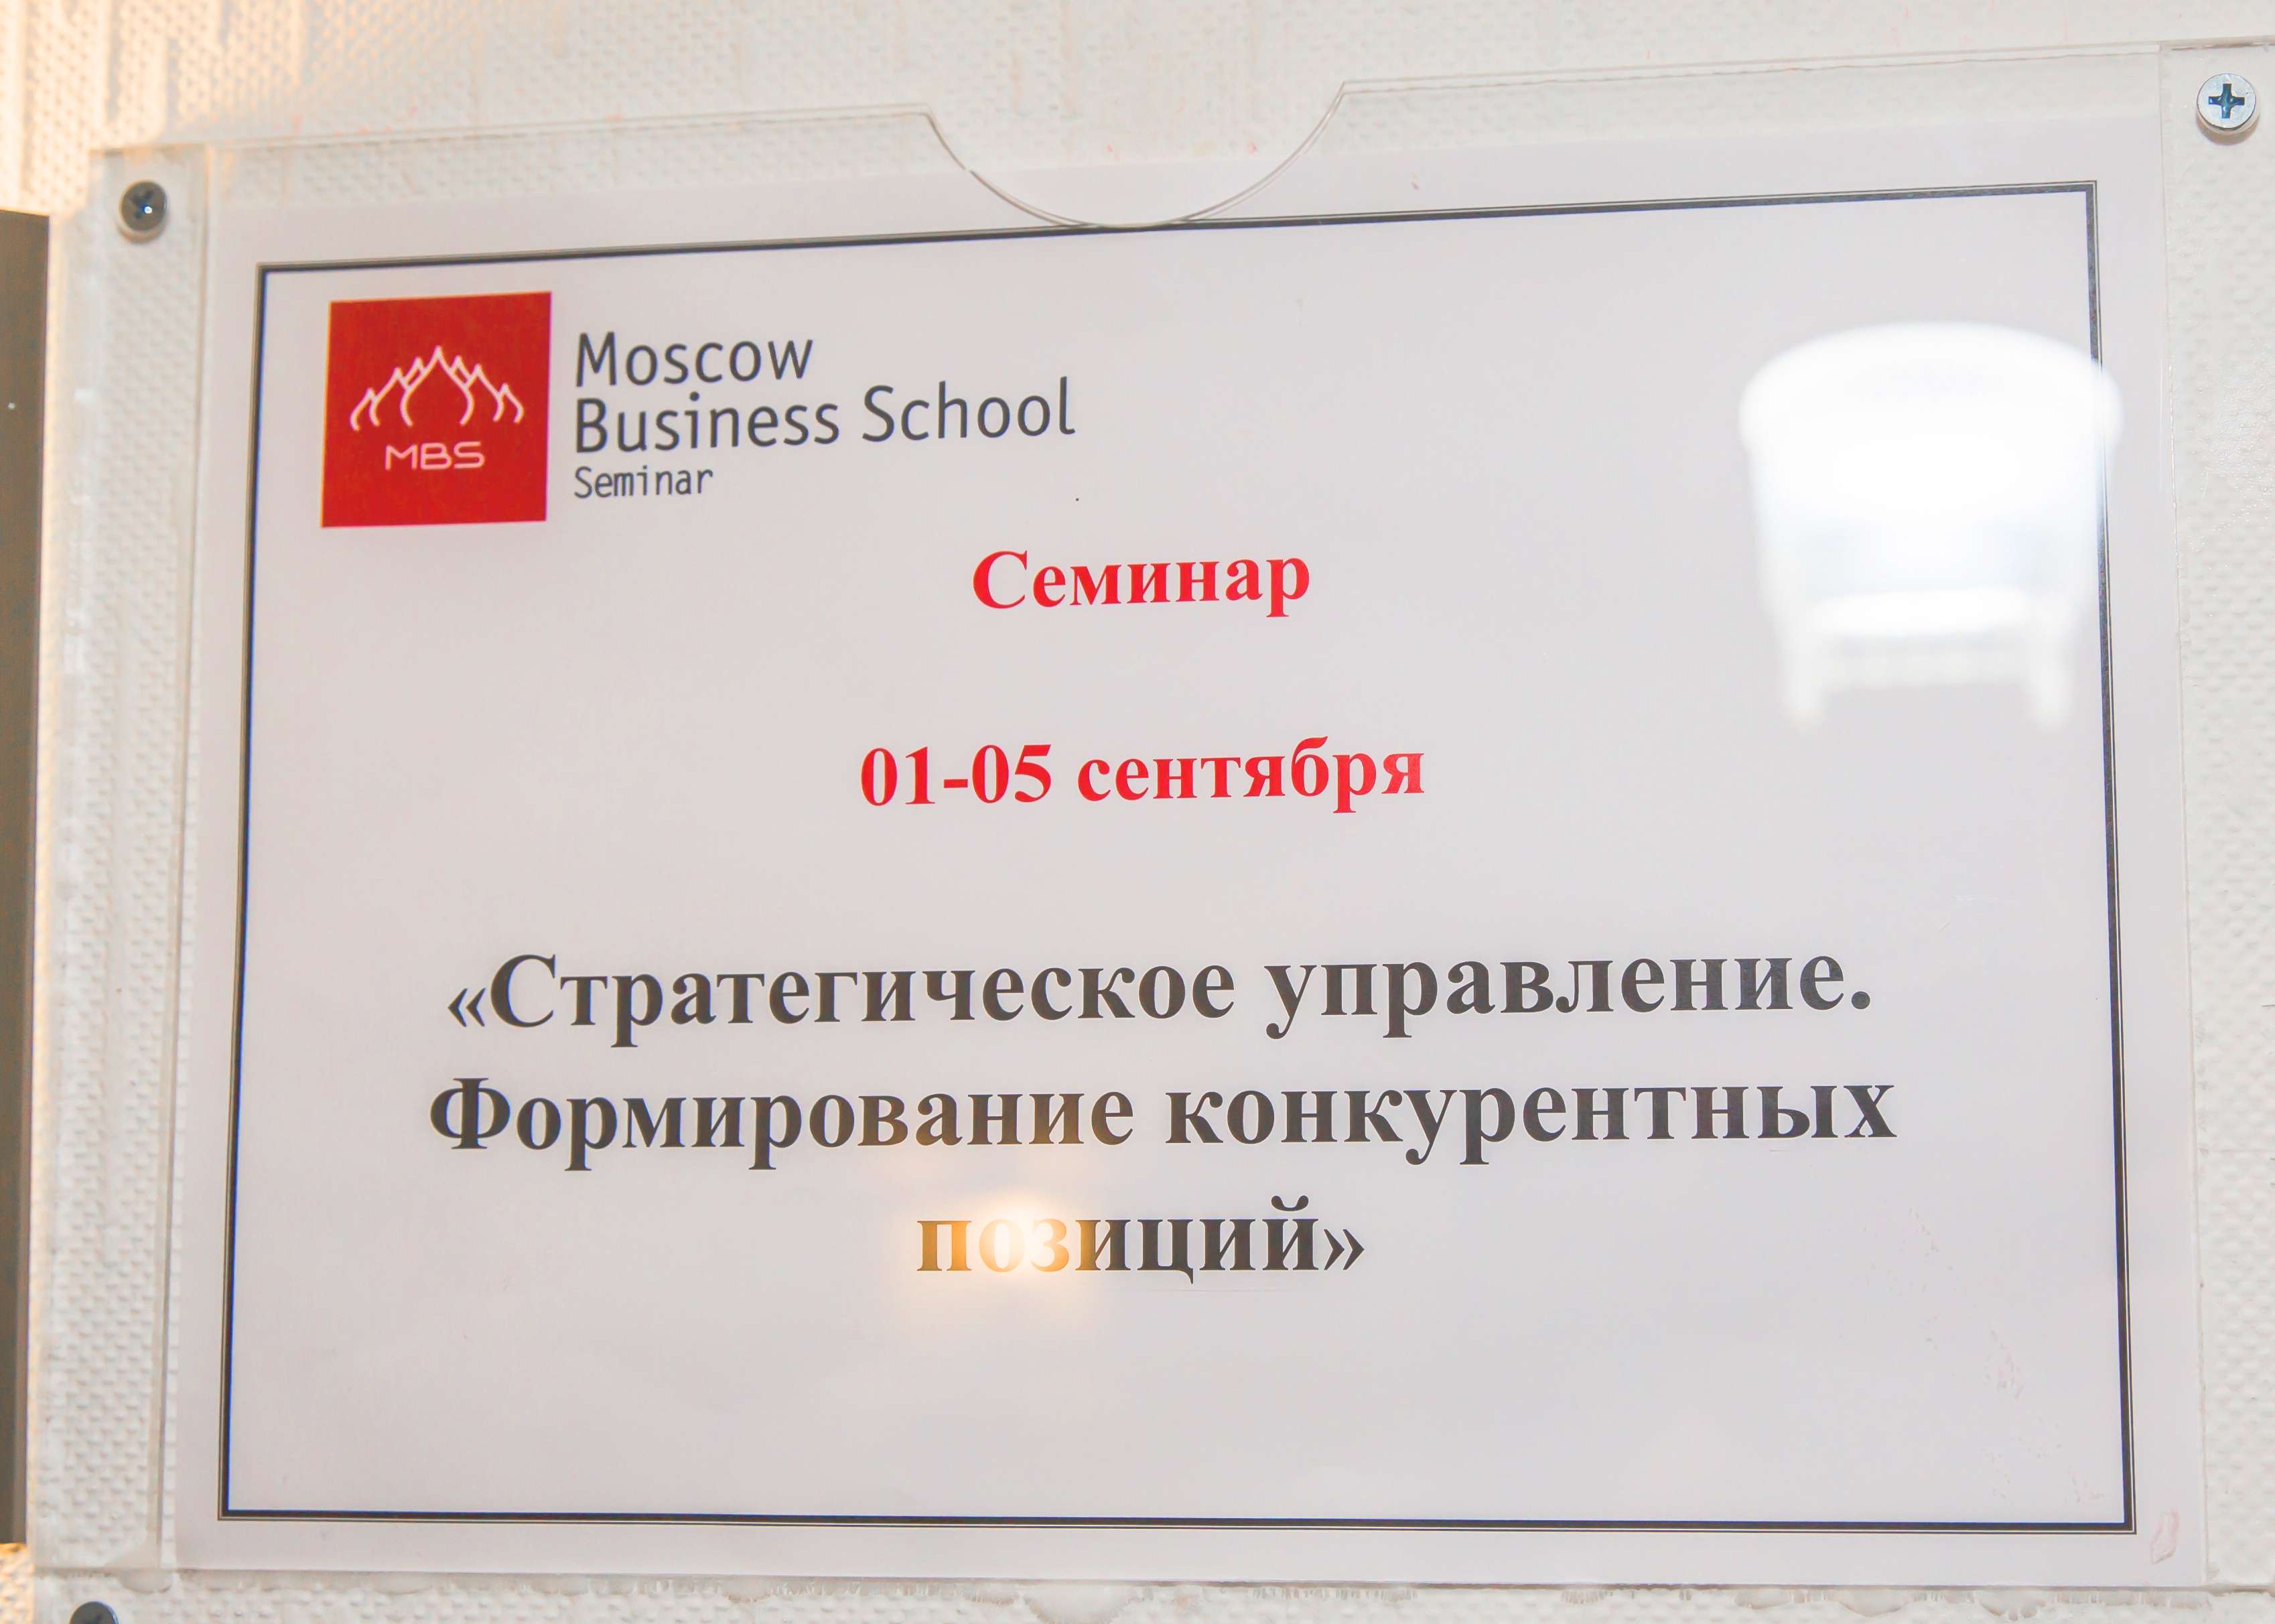 MBS
Moscow
Business School
Seminar
Семинар
01-05 сентября
«Стратегическое управление.
Формирование конкурентных
позиций»